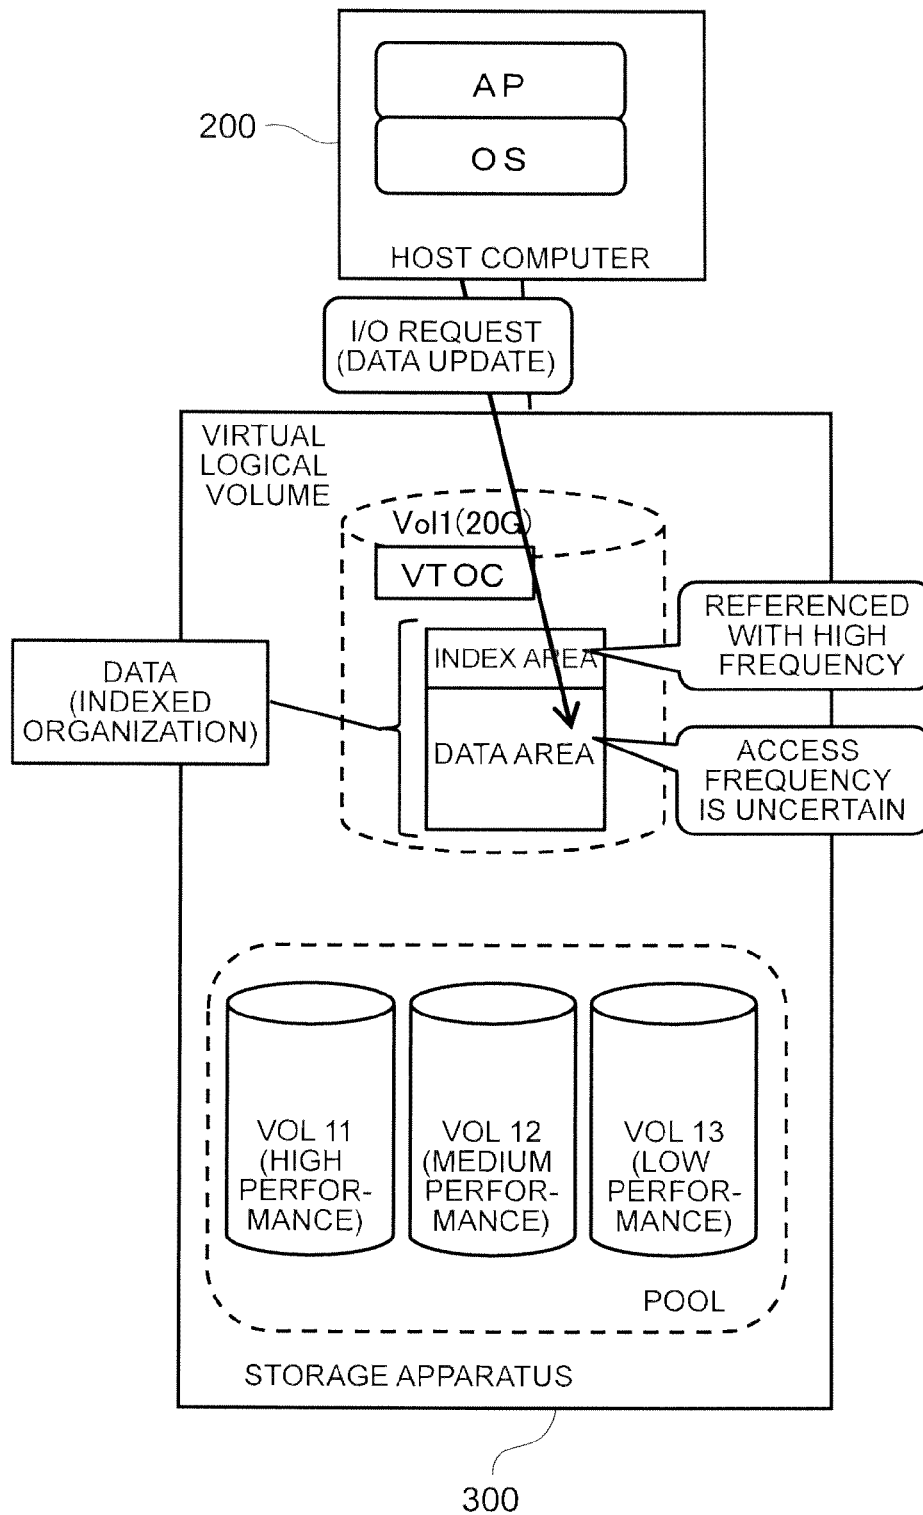 AP
200
OS
HOST COMPUTER
I/O REQUEST
(DATA UPDATE)
VIRTUAL
LOGICAL
VOLUME
Vol1(20G)
VTOC
REFERENCED
WITH HIGH
FREQUENCY
INDEX AREA
DATA
(INDEXED
ORGANIZATION)
DATA AREA
ACCESS
FREQUENCY
IS UNCERTAIN
VOL 11
(HIGH
PERFOR-
MANCE)
VOL 12
(MEDIUM
PERFOR-
MANCE)
VOL 13
(LOW
PERFOR-
MANCE)
POOL
STORAGE APPARATUS
300